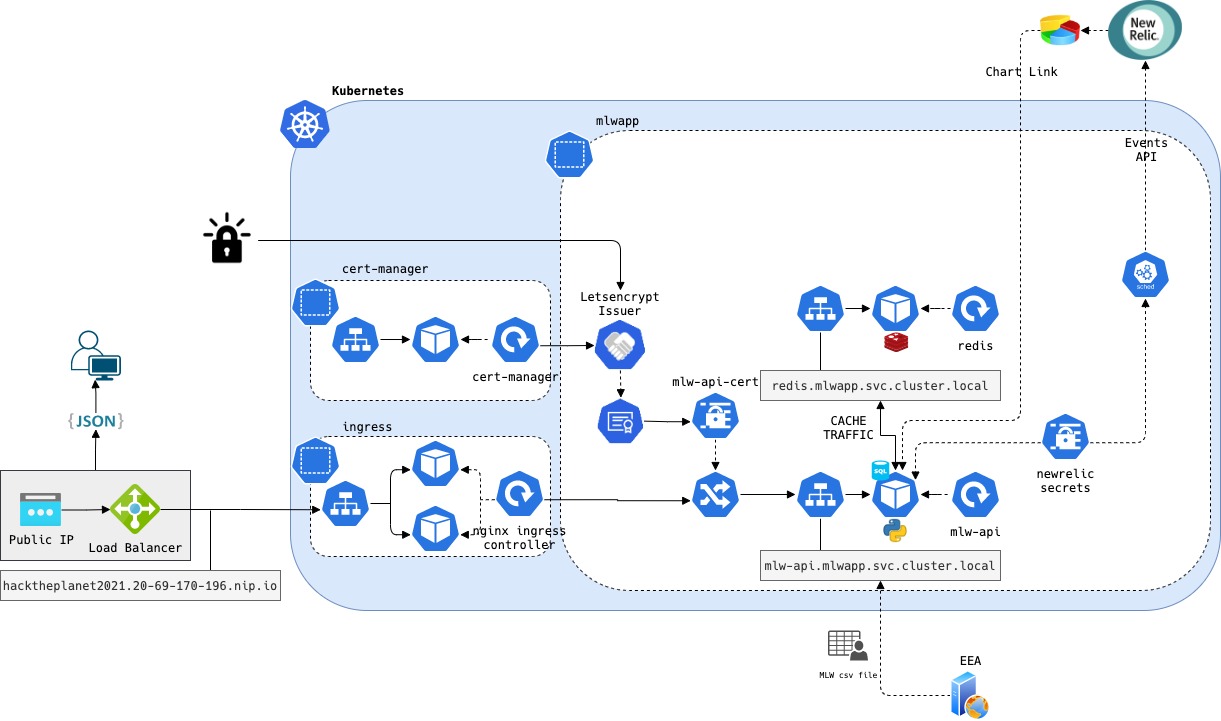 New
Relic.
Chart Link
Kubernetes
mlwapp
Events
API
cert-manager
Letsencrypt
Issuer
sched
cert-manager
redis
mlw-api-cert
redis.mlwapp.svc.cluster.local
{JSON}
ingress
CACHE
TRAFFIC
SQL
newrelic
secrets
Public IP
Load Balancer
nginx ingress
controller
mlw-api
hacktheplanet2021.20-69-170-196.nip.io
mlw-api.mlwapp.svc.cluster.local
MLW csv file
EEA